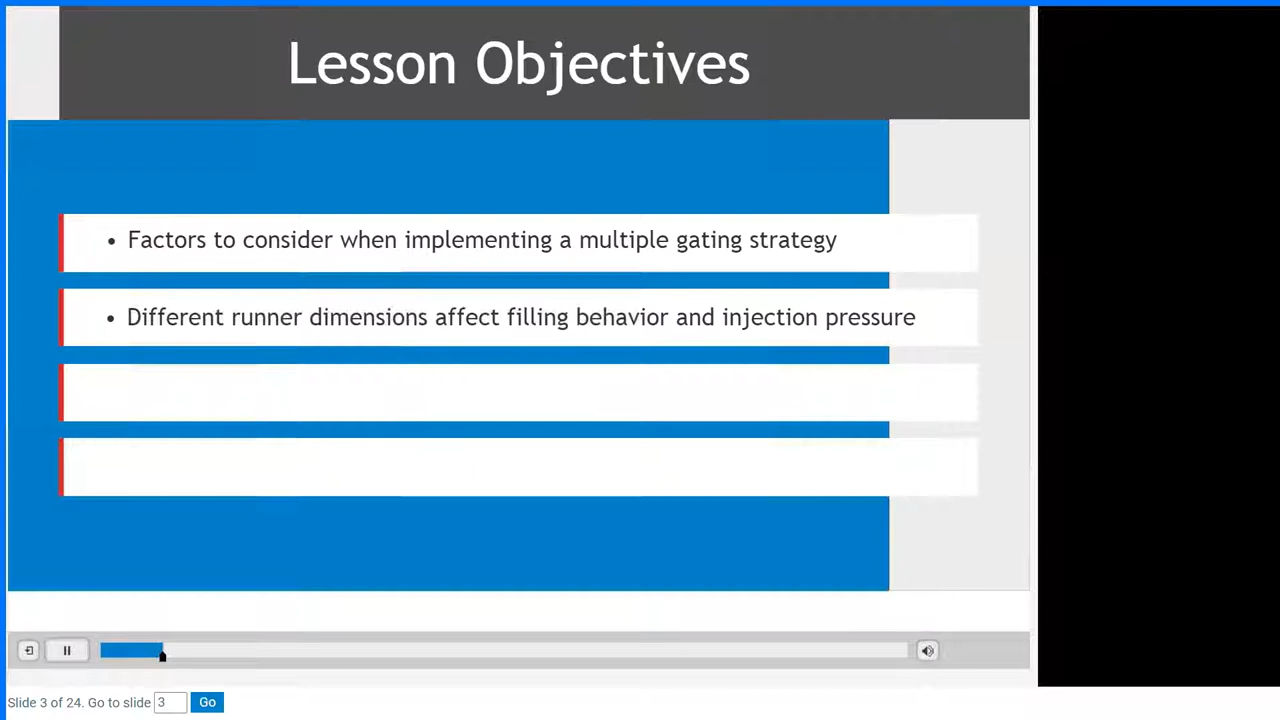 Lesson Objectives
• Factors to consider when implementing a multiple gating strategy
• Different runner dimensions affect filling behavior and injection pressure
Slide 3 of 24. Go to slide 3 Go